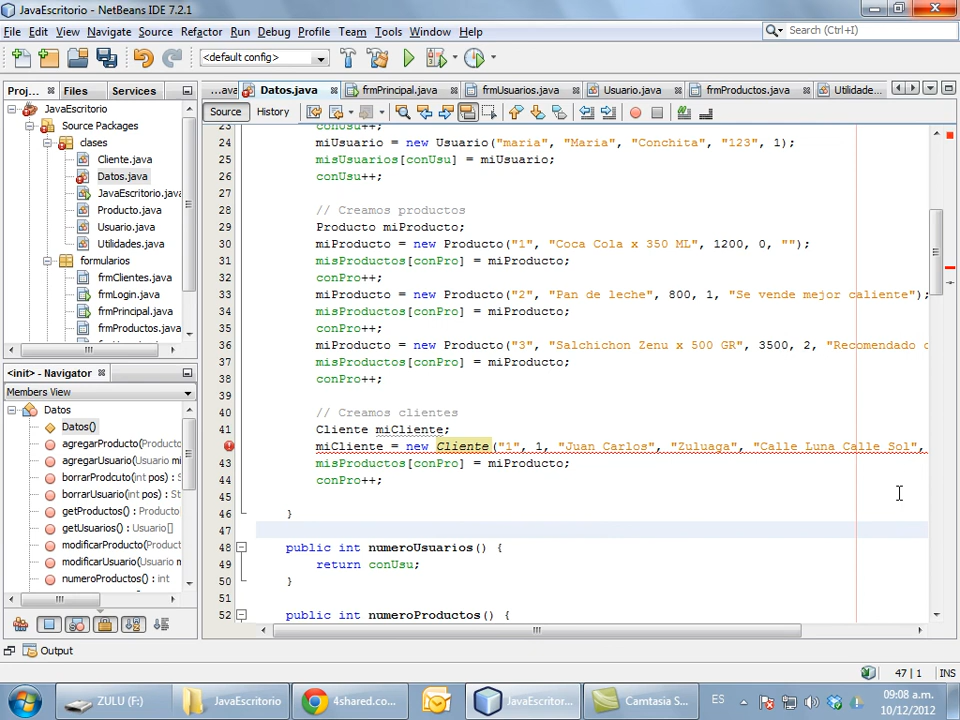 JavaEscritorio - NetBeans IDE 7.2.1
File Edit View Navigate Source Refactor Run Debug Profile Team Tools Window Help
Search (Ctrl+I)
<default config>
Proj... Files Services
...ava Datos.java frmPrincipal.java frmUsuarios.java Usuario.java frmProductos.java Utilidade...
Source History
JavaEscritorio
Source Packages
clases
Cliente.java
Datos.java
JavaEscritorio.java
Producto.java
Usuario.java
Utilidades.java
formularios
frmClientes.java
frmLogin.java
frmPrincipal.java
frmProductos.java
<init> - Navigator
Members View
Datos
Datos()
agregarProducto(Producto
agregarUsuario(Usuario mi
borrarProdcuto(int pos) : St
borrarUsuario(int pos) : Str
getProductos() : Producto
getUsuarios() : Usuario[]
modificarProducto(Product
modificarUsuario(Usuario m
numeroProductos() : int
23 conUsu++;
24 miUsuario = new Usuario("maria", "Maria", "Conchita", "123", 1);
25 misUsuarios[conUsu] = miUsuario;
26 conUsu++;
27
28 // Creamos productos
29 Producto miProducto;
30 miProducto = new Producto("1", "Coca Cola x 350 ML", 1200, 0, "");
31 misProductos[conPro] = miProducto;
32 conPro++;
33 miProducto = new Producto("2", "Pan de leche", 800, 1, "Se vende mejor caliente");
34 misProductos[conPro] = miProducto;
35 conPro++;
36 miProducto = new Producto("3", "Salchichon Zenu x 500 GR", 3500, 2, "Recomendado
37 misProductos[conPro] = miProducto;
38 conPro++;
39
40 // Creamos clientes
41 Cliente miCliente;
miCliente = new Cliente("1", 1, "Juan Carlos", "Zuluaga", "Calle Luna Calle Sol",
43 misProductos[conPro] = miProducto;
44 conPro++;
45
46 }
47
48 public int numeroUsuarios() {
49 return conUsu;
50 }
51
52 public int numeroProductos() {
Output
47 | 1 INS
ZULU (F:) JavaEscritorio 4shared.co... JavaEscritor... Camtasia S... ES
09:08 a.m.
10/12/2012